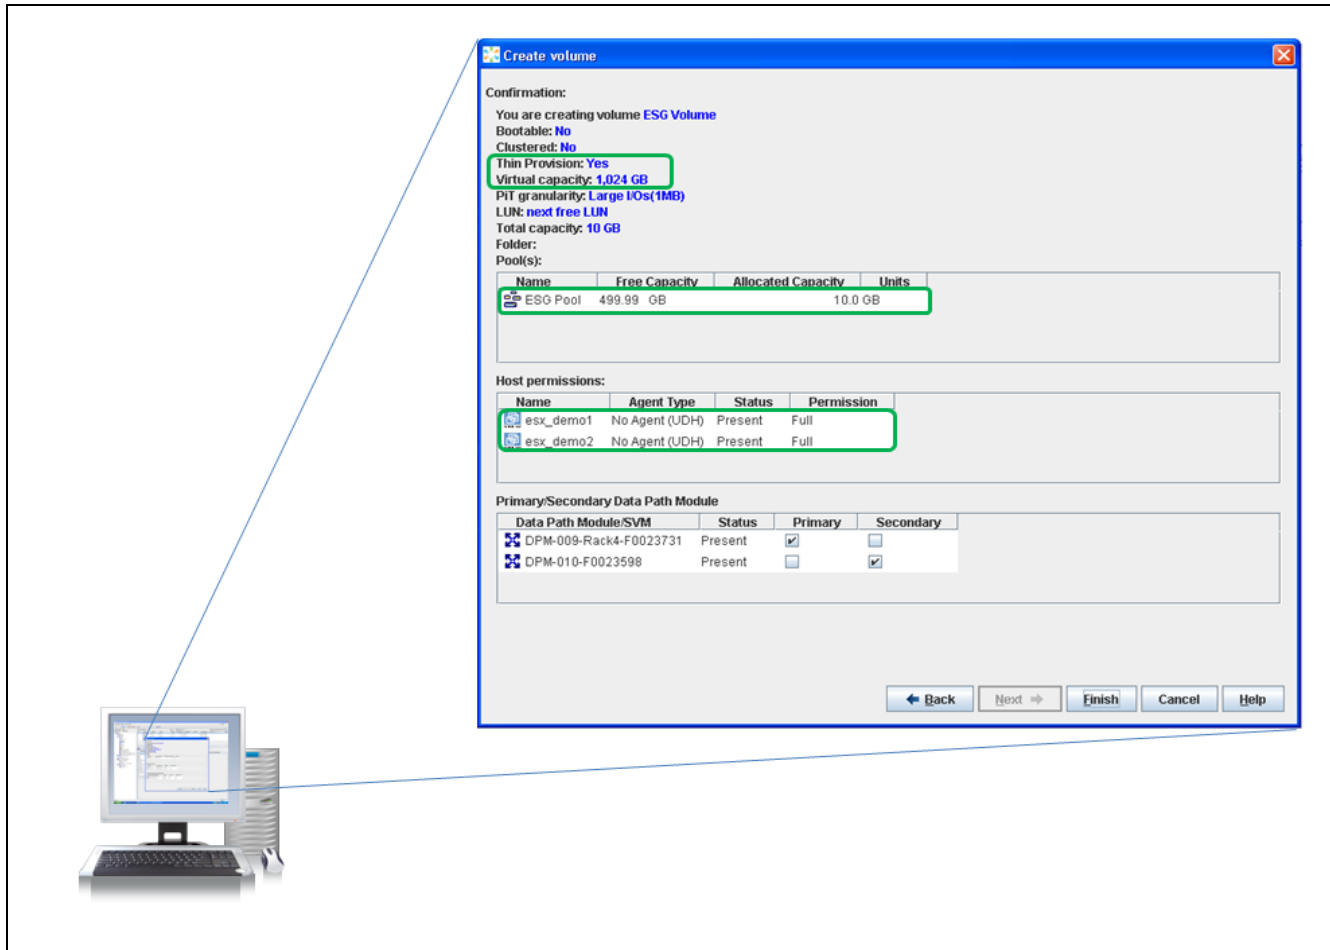 Create volume
Confirmation:
You are creating volume ESG Volume
Bootable: No
Clustered: No
Thin Provision: Yes
Virtual capacity: 1,024 GB
PiT granularity: Large I/Os(1MB)
LUN: next free LUN
Total capacity: 10 GB
Folder:
Pool(s):
Name Free Capacity Allocated Capacity Units
ESG Pool 499.99 GB 10.0 GB
Host permissions:
Name Agent Type Status Permission
esx_demo1 No Agent (UDH) Present Full
esx_demo2 No Agent (UDH) Present Full
Primary/Secondary Data Path Module
Data Path Module/SVM Status Primary Secondary
DPM-009-Rack4-F0023731 Present
DPM-010-F0023598 Present
Back Next Finish Cancel Help